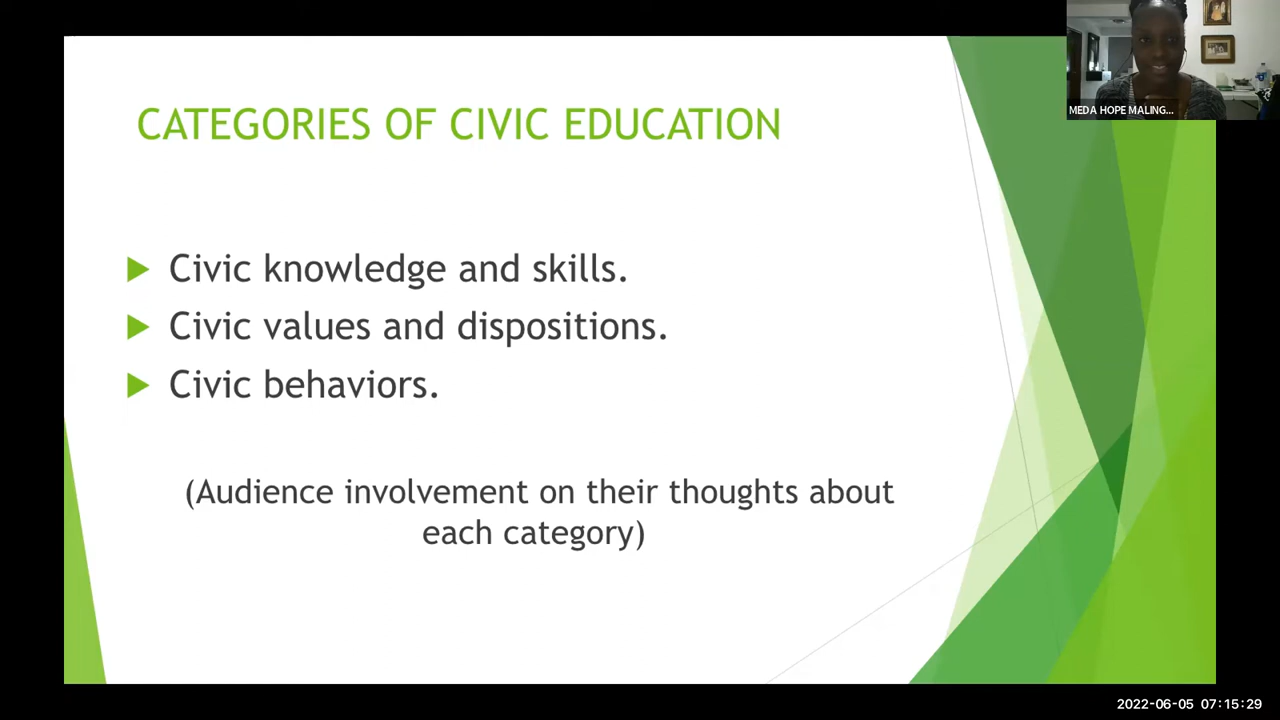 MEDA HOPE MALING...
CATEGORIES OF CIVIC EDUCATION
Civic knowledge and skills.
Civic values and dispositions.
Civic behaviors.
(Audience involvement on their thoughts about
each category)
2022-06-05 07:15:29